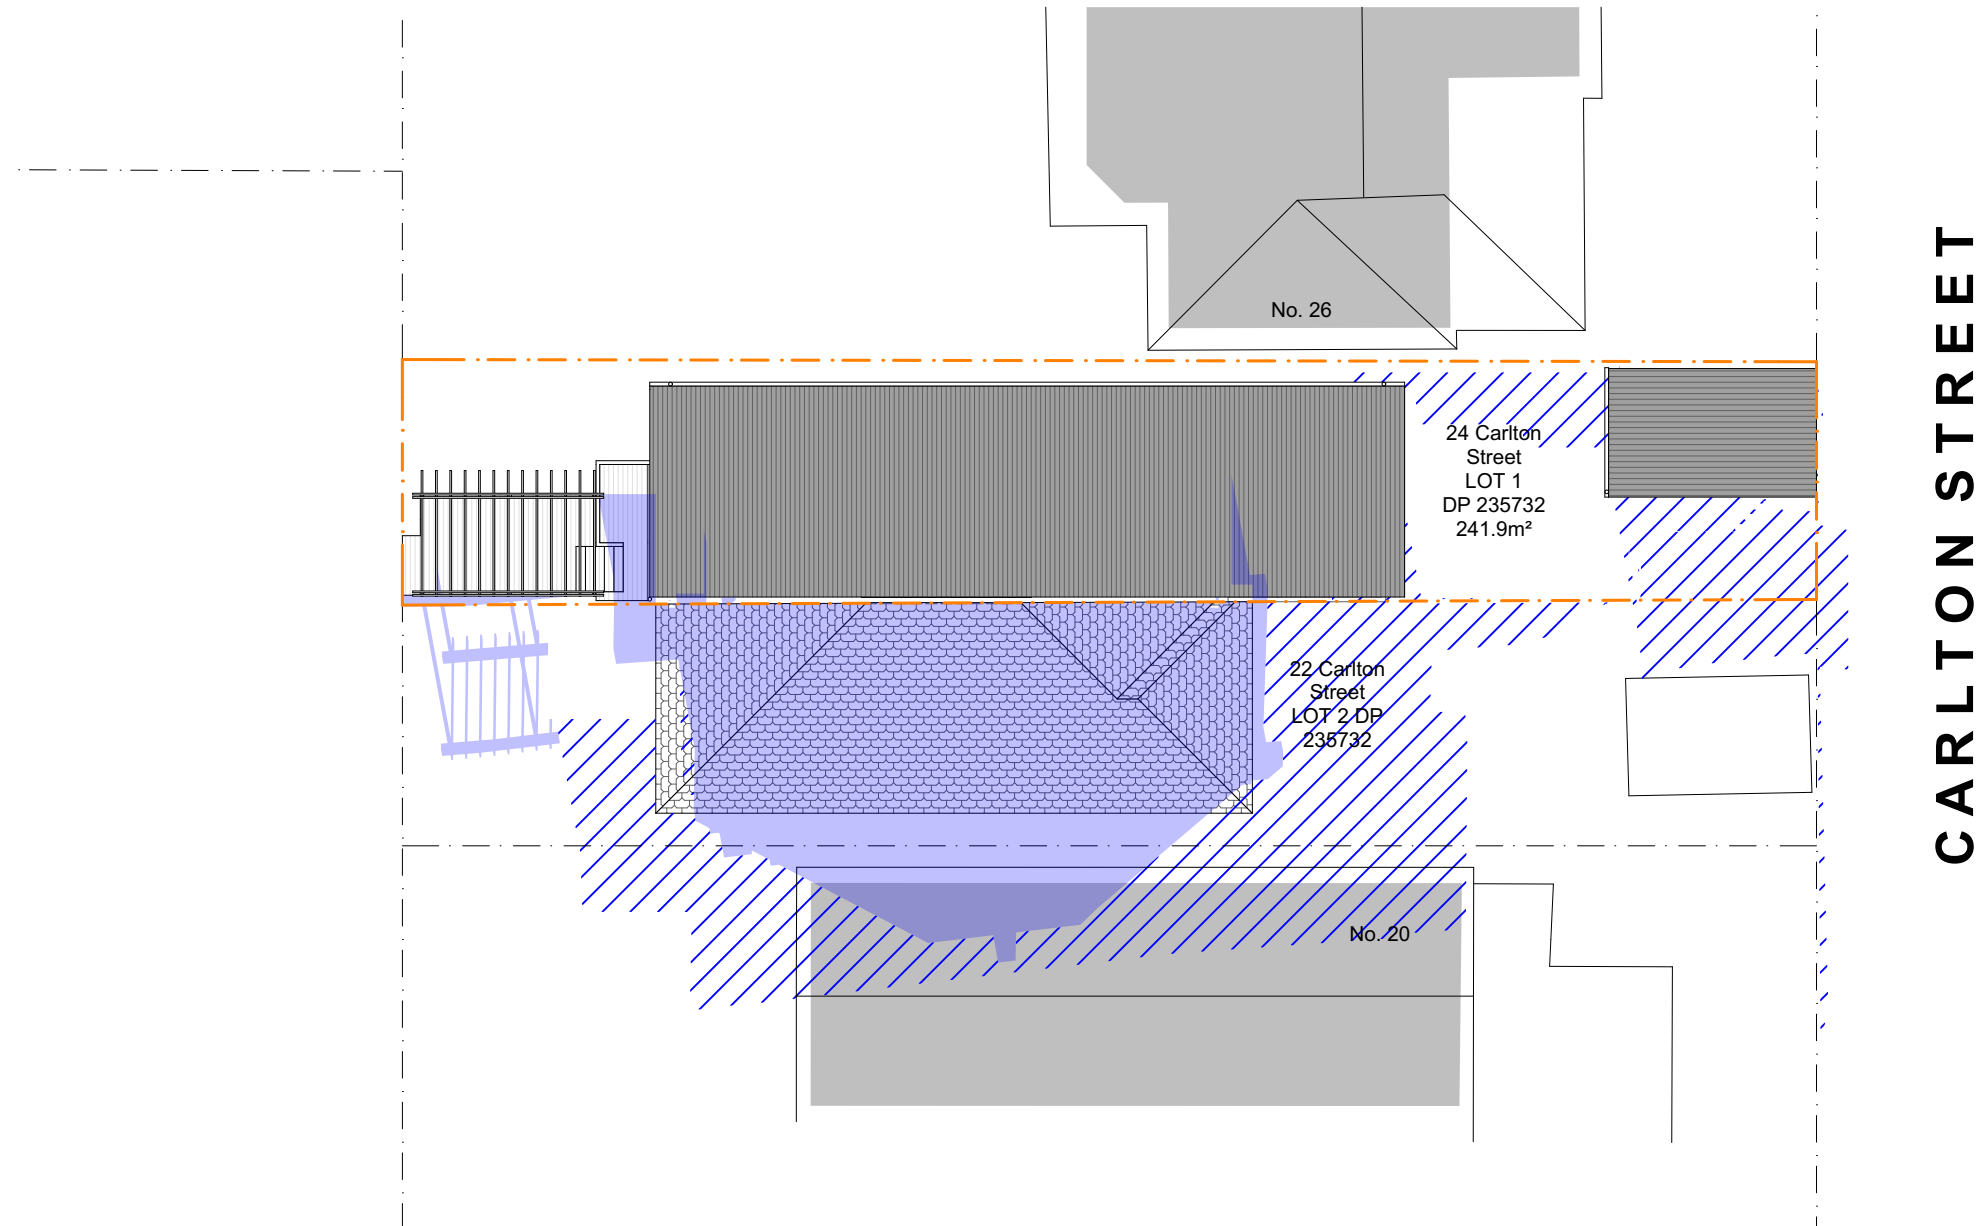 No. 26
24 Carlton
Street
LOT 1
DP 235732
241.9m²
22 Carlton
Street
LOT 2 DP
235732
No. 20
CARLTON STREET